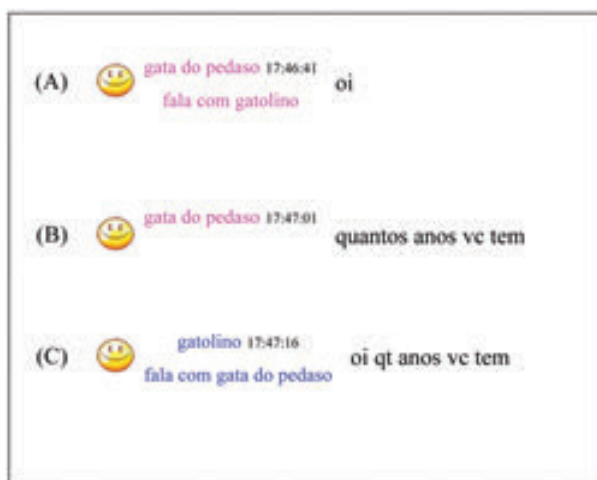 (A) gata do pedaso 17:46:41 oi
fala com gatolino
(B) gata do pedaso 17:47:01 quantos anos vc tem
(C) gatolino 17:47:16 oi qt anos vc tem
fala com gata do pedaso